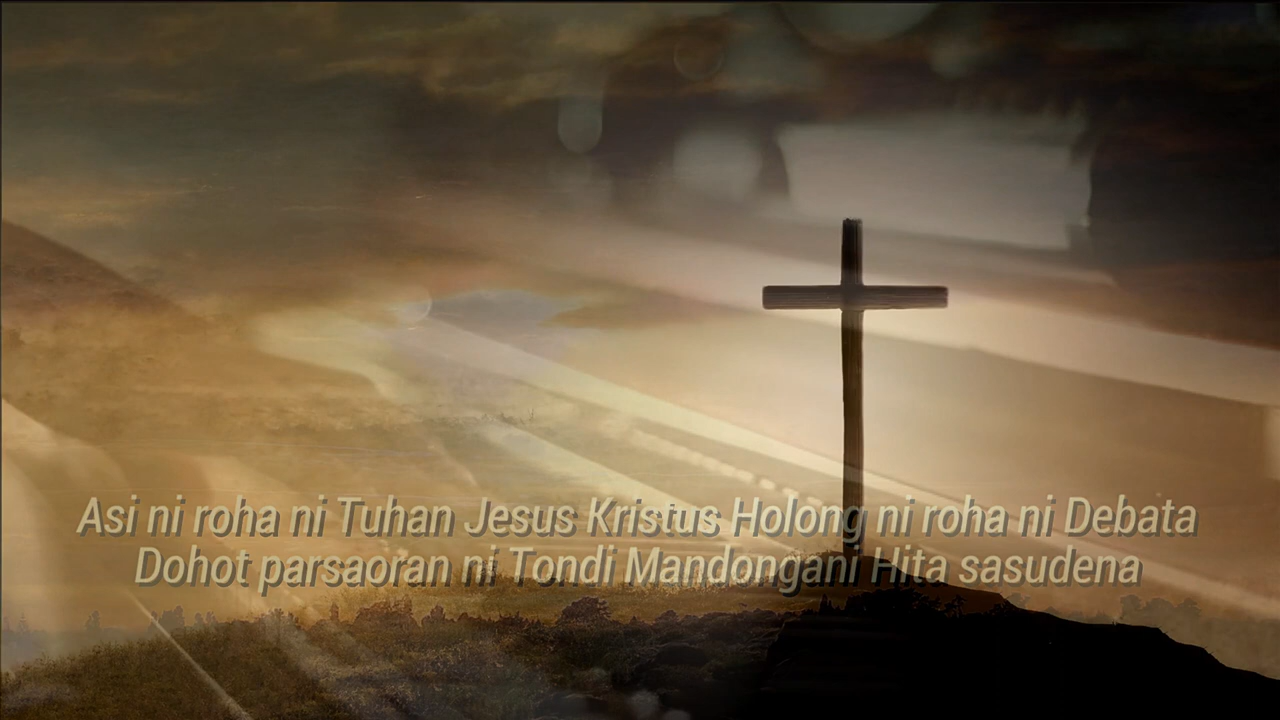 Asi ni roha ni Tuhan Jesus Kristus Holong ni roha ni Debata
Dohot parsaoran ni Tondi Mandongani Hita sasudena